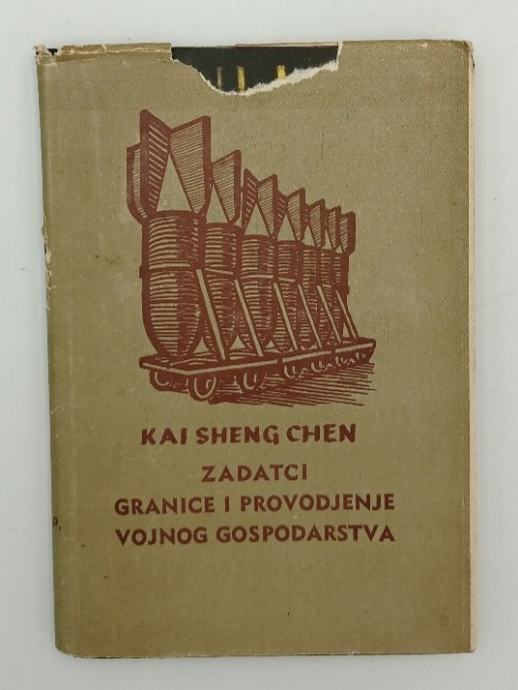 KAI SHENG CHEN
ZADATCI
GRANICE I PROVODJENJE
VOJNOG GOSPODARSTVA